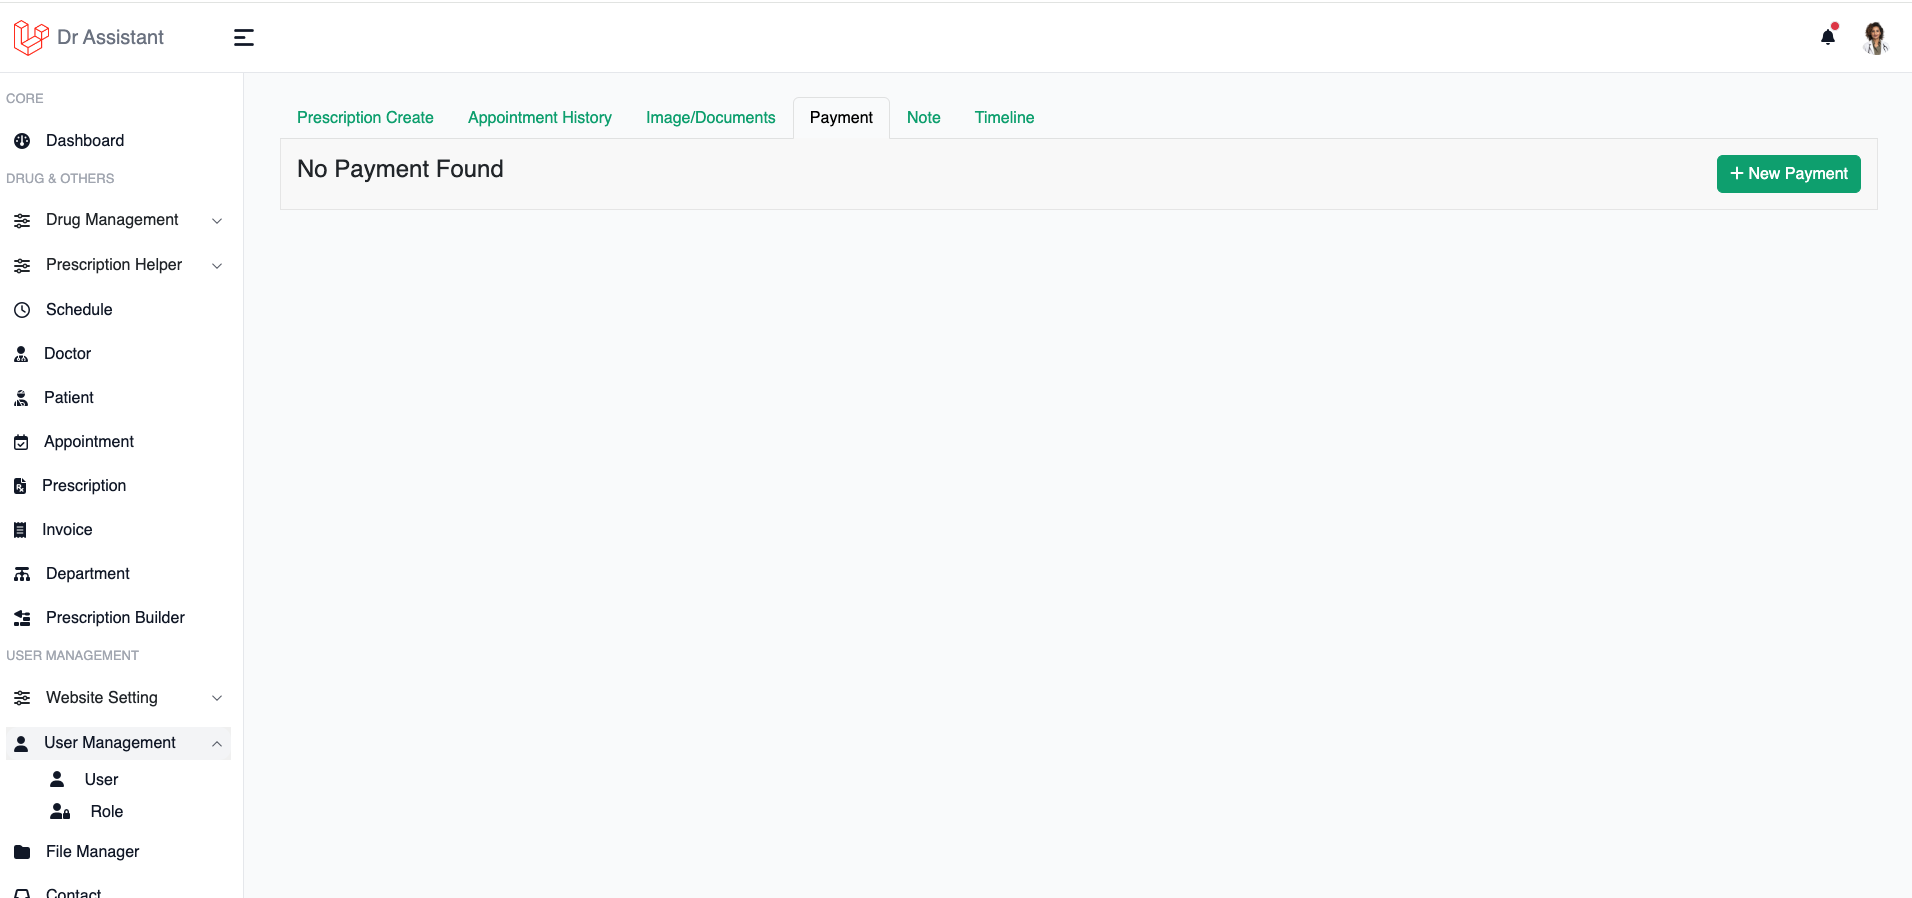 Dr Assistant
CORE
Dashboard
DRUG & OTHERS
Drug Management
Prescription Helper
Schedule
Doctor
Patient
Appointment
Prescription
Invoice
Department
Prescription Builder
USER MANAGEMENT
Website Setting
User Management
User
Role
File Manager
Contact
Prescription Create
Appointment History
Image/Documents
Payment
Note
Timeline
No Payment Found
+ New Payment